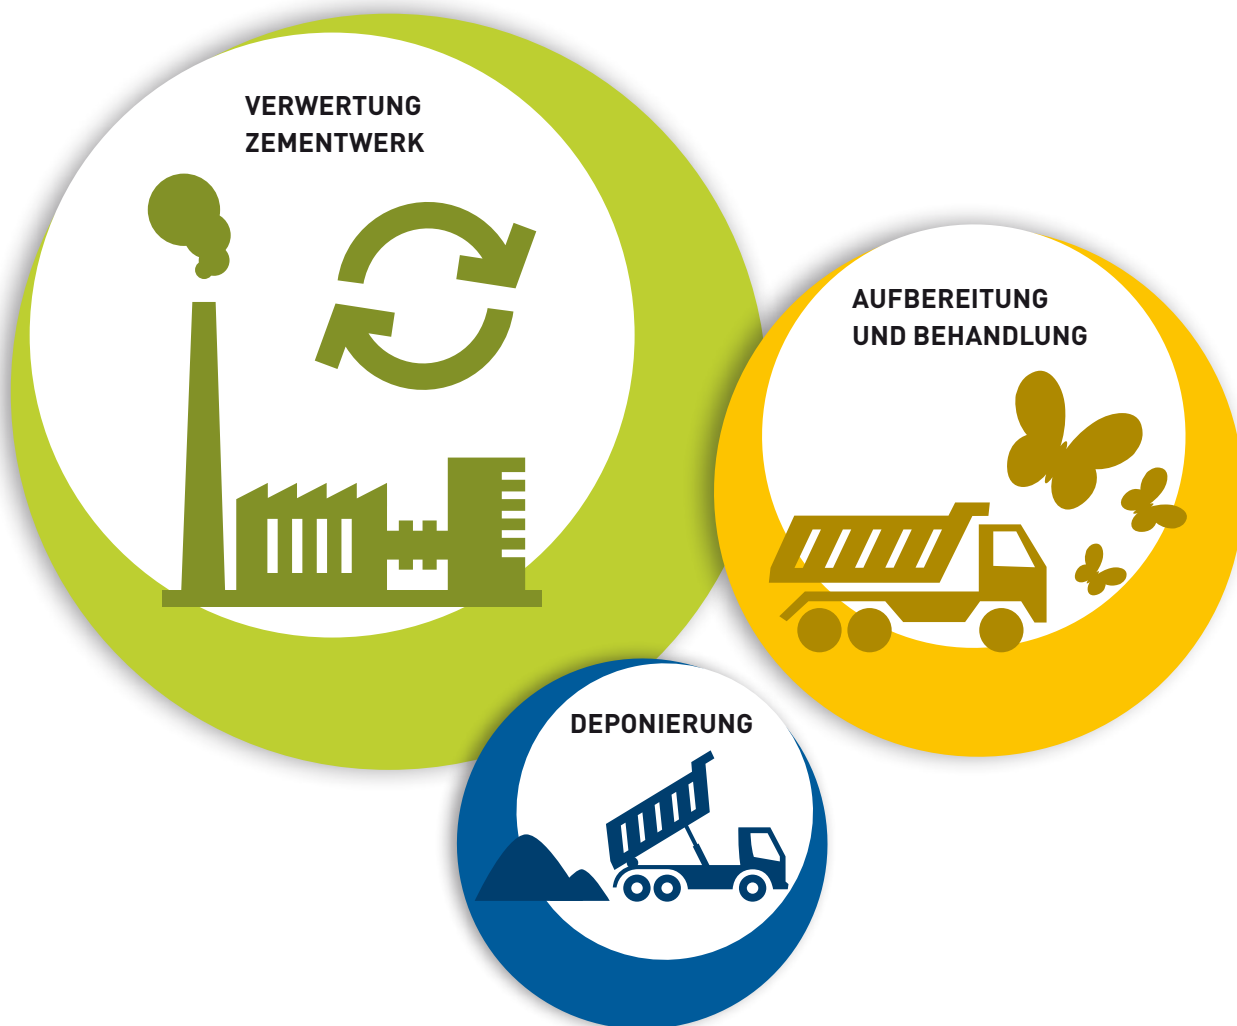 VERWERTUNG
ZEMENTWERK
AUFBEREITUNG
UND BEHANDLUNG
DEPONIERUNG